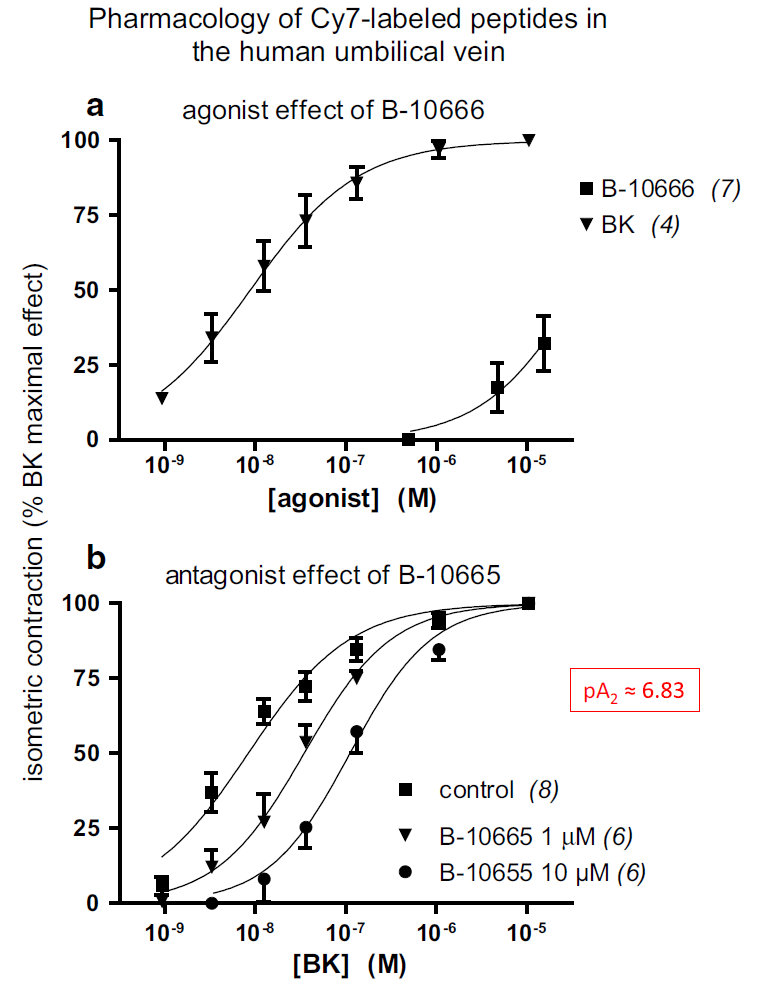 Pharmacology of Cy7-labeled peptides in
the human umbilical vein
a
agonist effect of B-10666
100
75
50
25
0
10⁻⁹ 10⁻⁸ 10⁻⁷ 10⁻⁶ 10⁻⁵
[agonist] (M)
B-10666 (7)
BK (4)
isometric contraction (% BK maximal effect)
b
antagonist effect of B-10665
100
75
50
25
0
10⁻⁹ 10⁻⁸ 10⁻⁷ 10⁻⁶ 10⁻⁵
[BK] (M)
pA₂ ≈ 6.83
control (8)
B-10665 1 µM (6)
B-10655 10 µM (6)